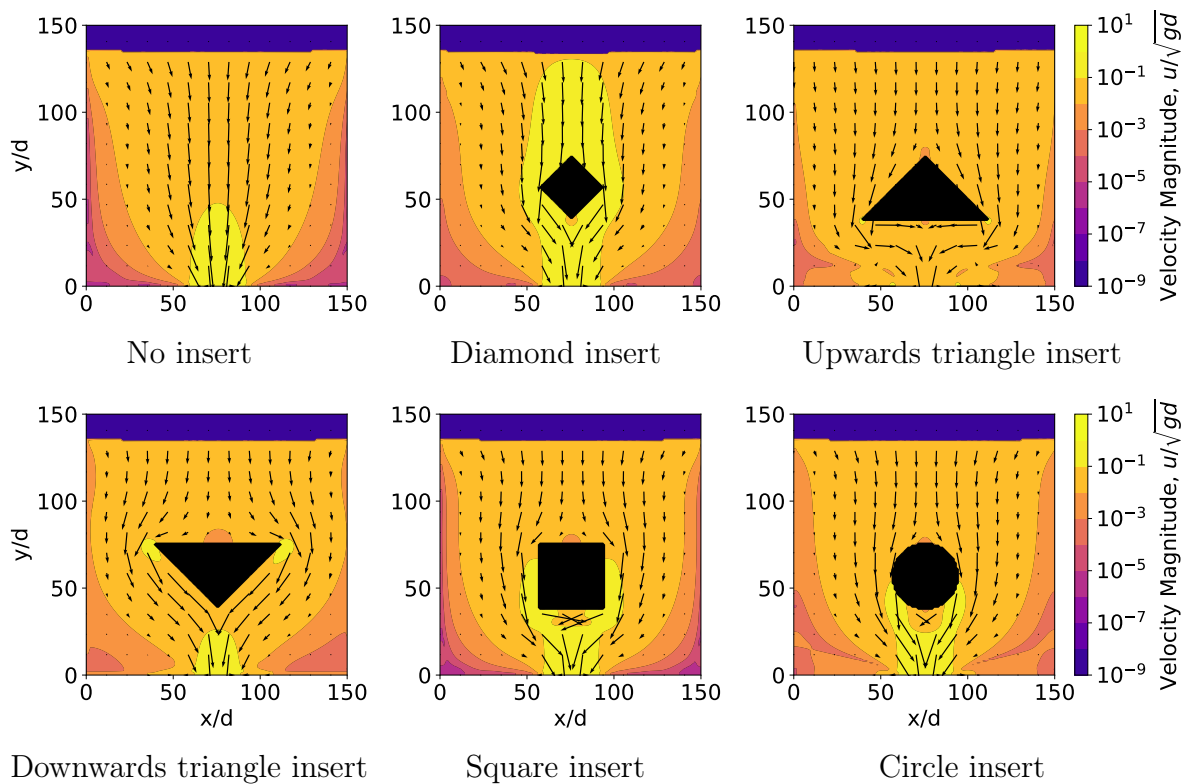 150
100
50
0
y/d
0 50 100 150
No insert
150
100
50
0
0 50 100 150
Diamond insert
150
100
50
0
0 50 100 150
Upwards triangle insert
10^1
10^-1
10^-3
10^-5
10^-7
10^-9
Velocity Magnitude, u/√gd
150
100
50
0
y/d
0 50 100 150
x/d
Downwards triangle insert
150
100
50
0
0 50 100 150
x/d
Square insert
150
100
50
0
0 50 100 150
x/d
Circle insert
10^1
10^-1
10^-3
10^-5
10^-7
10^-9
Velocity Magnitude, u/√gd